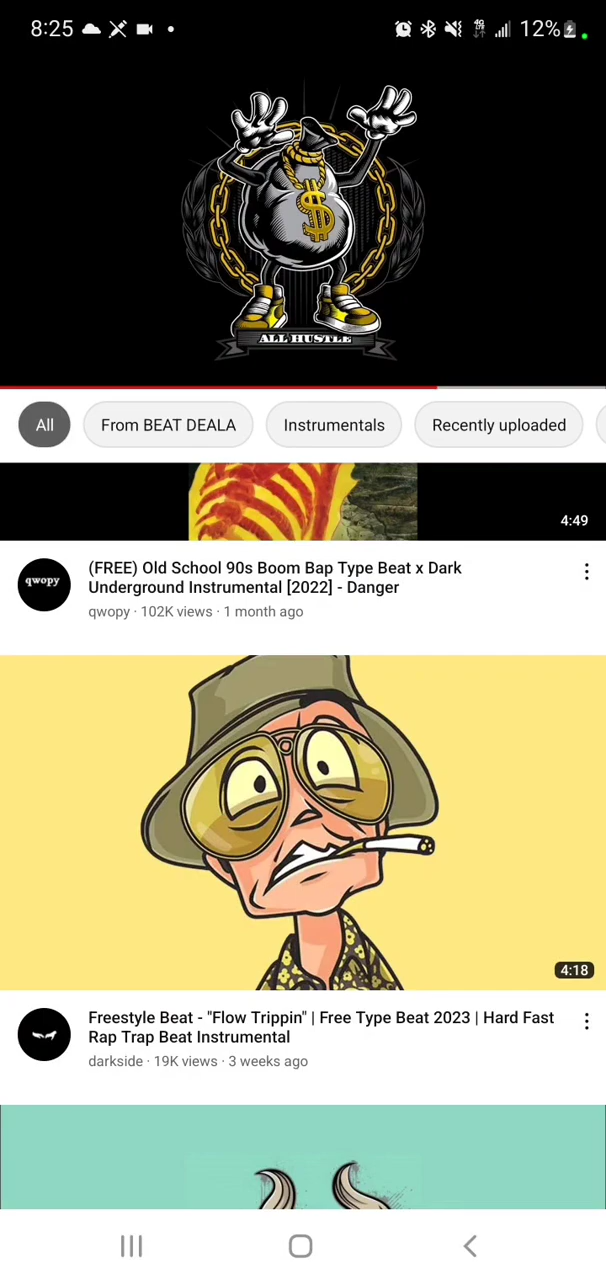 8:25
4G
12%
$
ALL HUSTLE
All
From BEAT DEALA
Instrumentals
Recently uploaded
4:49
qwopy
(FREE) Old School 90s Boom Bap Type Beat x Dark
Underground Instrumental [2022] - Danger
qwopy · 102K views · 1 month ago
4:18
Freestyle Beat - "Flow Trippin" | Free Type Beat 2023 | Hard Fast
Rap Trap Beat Instrumental
darkside · 19K views · 3 weeks ago